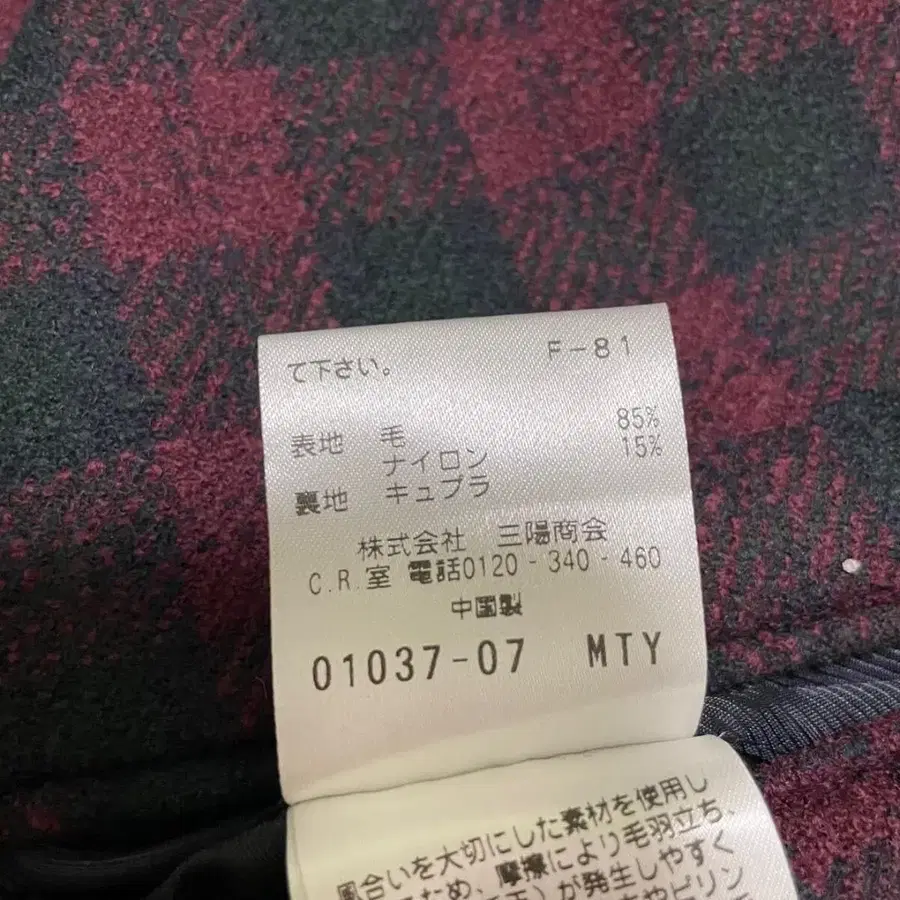 て下さい。 F-81
表地 毛 85%
ナイロン 15%
裏地 キュプラ
株式会社 三陽商会
C.R.室 電話0120-340-460
中国製
01037-07 MTY
風合いを大切にした素材を使用し
ため、摩擦により毛羽立ち、
が発生しやすく
やピリン